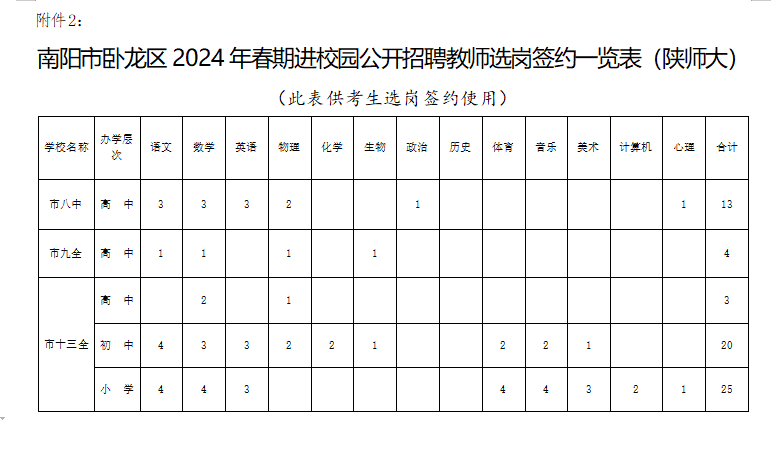 附件2：
南阳市卧龙区 2024 年春期进校园公开招聘教师选岗签约一览表（陕师大）
（此表供考生选岗签约使用）
学校名称 办学层次 语文 数学 英语 物理 化学 生物 政治 历史 体育 音乐 美术 计算机 心理 合计
市八中 高 中 3 3 3 2 1 1 13
市九全 高 中 1 1 1 1 4
市十三全 高 中 2 1 3
初 中 4 3 3 2 2 1 2 2 1 20
小 学 4 4 3 4 4 3 2 1 25